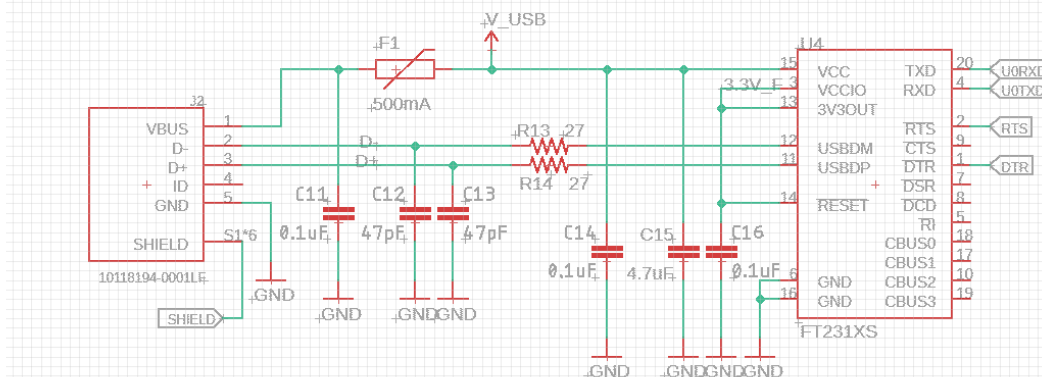 V_USB
F1
500mA
U4
J2
VBUS 1
D- 2
D+ 3
ID 4
GND 5
SHIELD S1*6
10118194-0001LF
SHIELD
GND
D-
D+
R13 27
R14 27
C11
0.1uF
GND
C12
47pF
GND
C13
47pF
GND
C14
0.1uF
GND
C15
4.7uF
GND
C16
0.1uF
GND
GND
3.3V_F
15 VCC
3 VCCIO
13 3V3OUT
12 USBDM
11 USBDP
14 RESET
6 GND
16 GND
TXD 20
RXD 4
RTS 2
CTS 9
DTR 1
DSR 7
DCD 8
RI 5
CBUS0 18
CBUS1 17
CBUS2 10
CBUS3 19
U0RXD
U0TXD
RTS
DTR
FT231XS